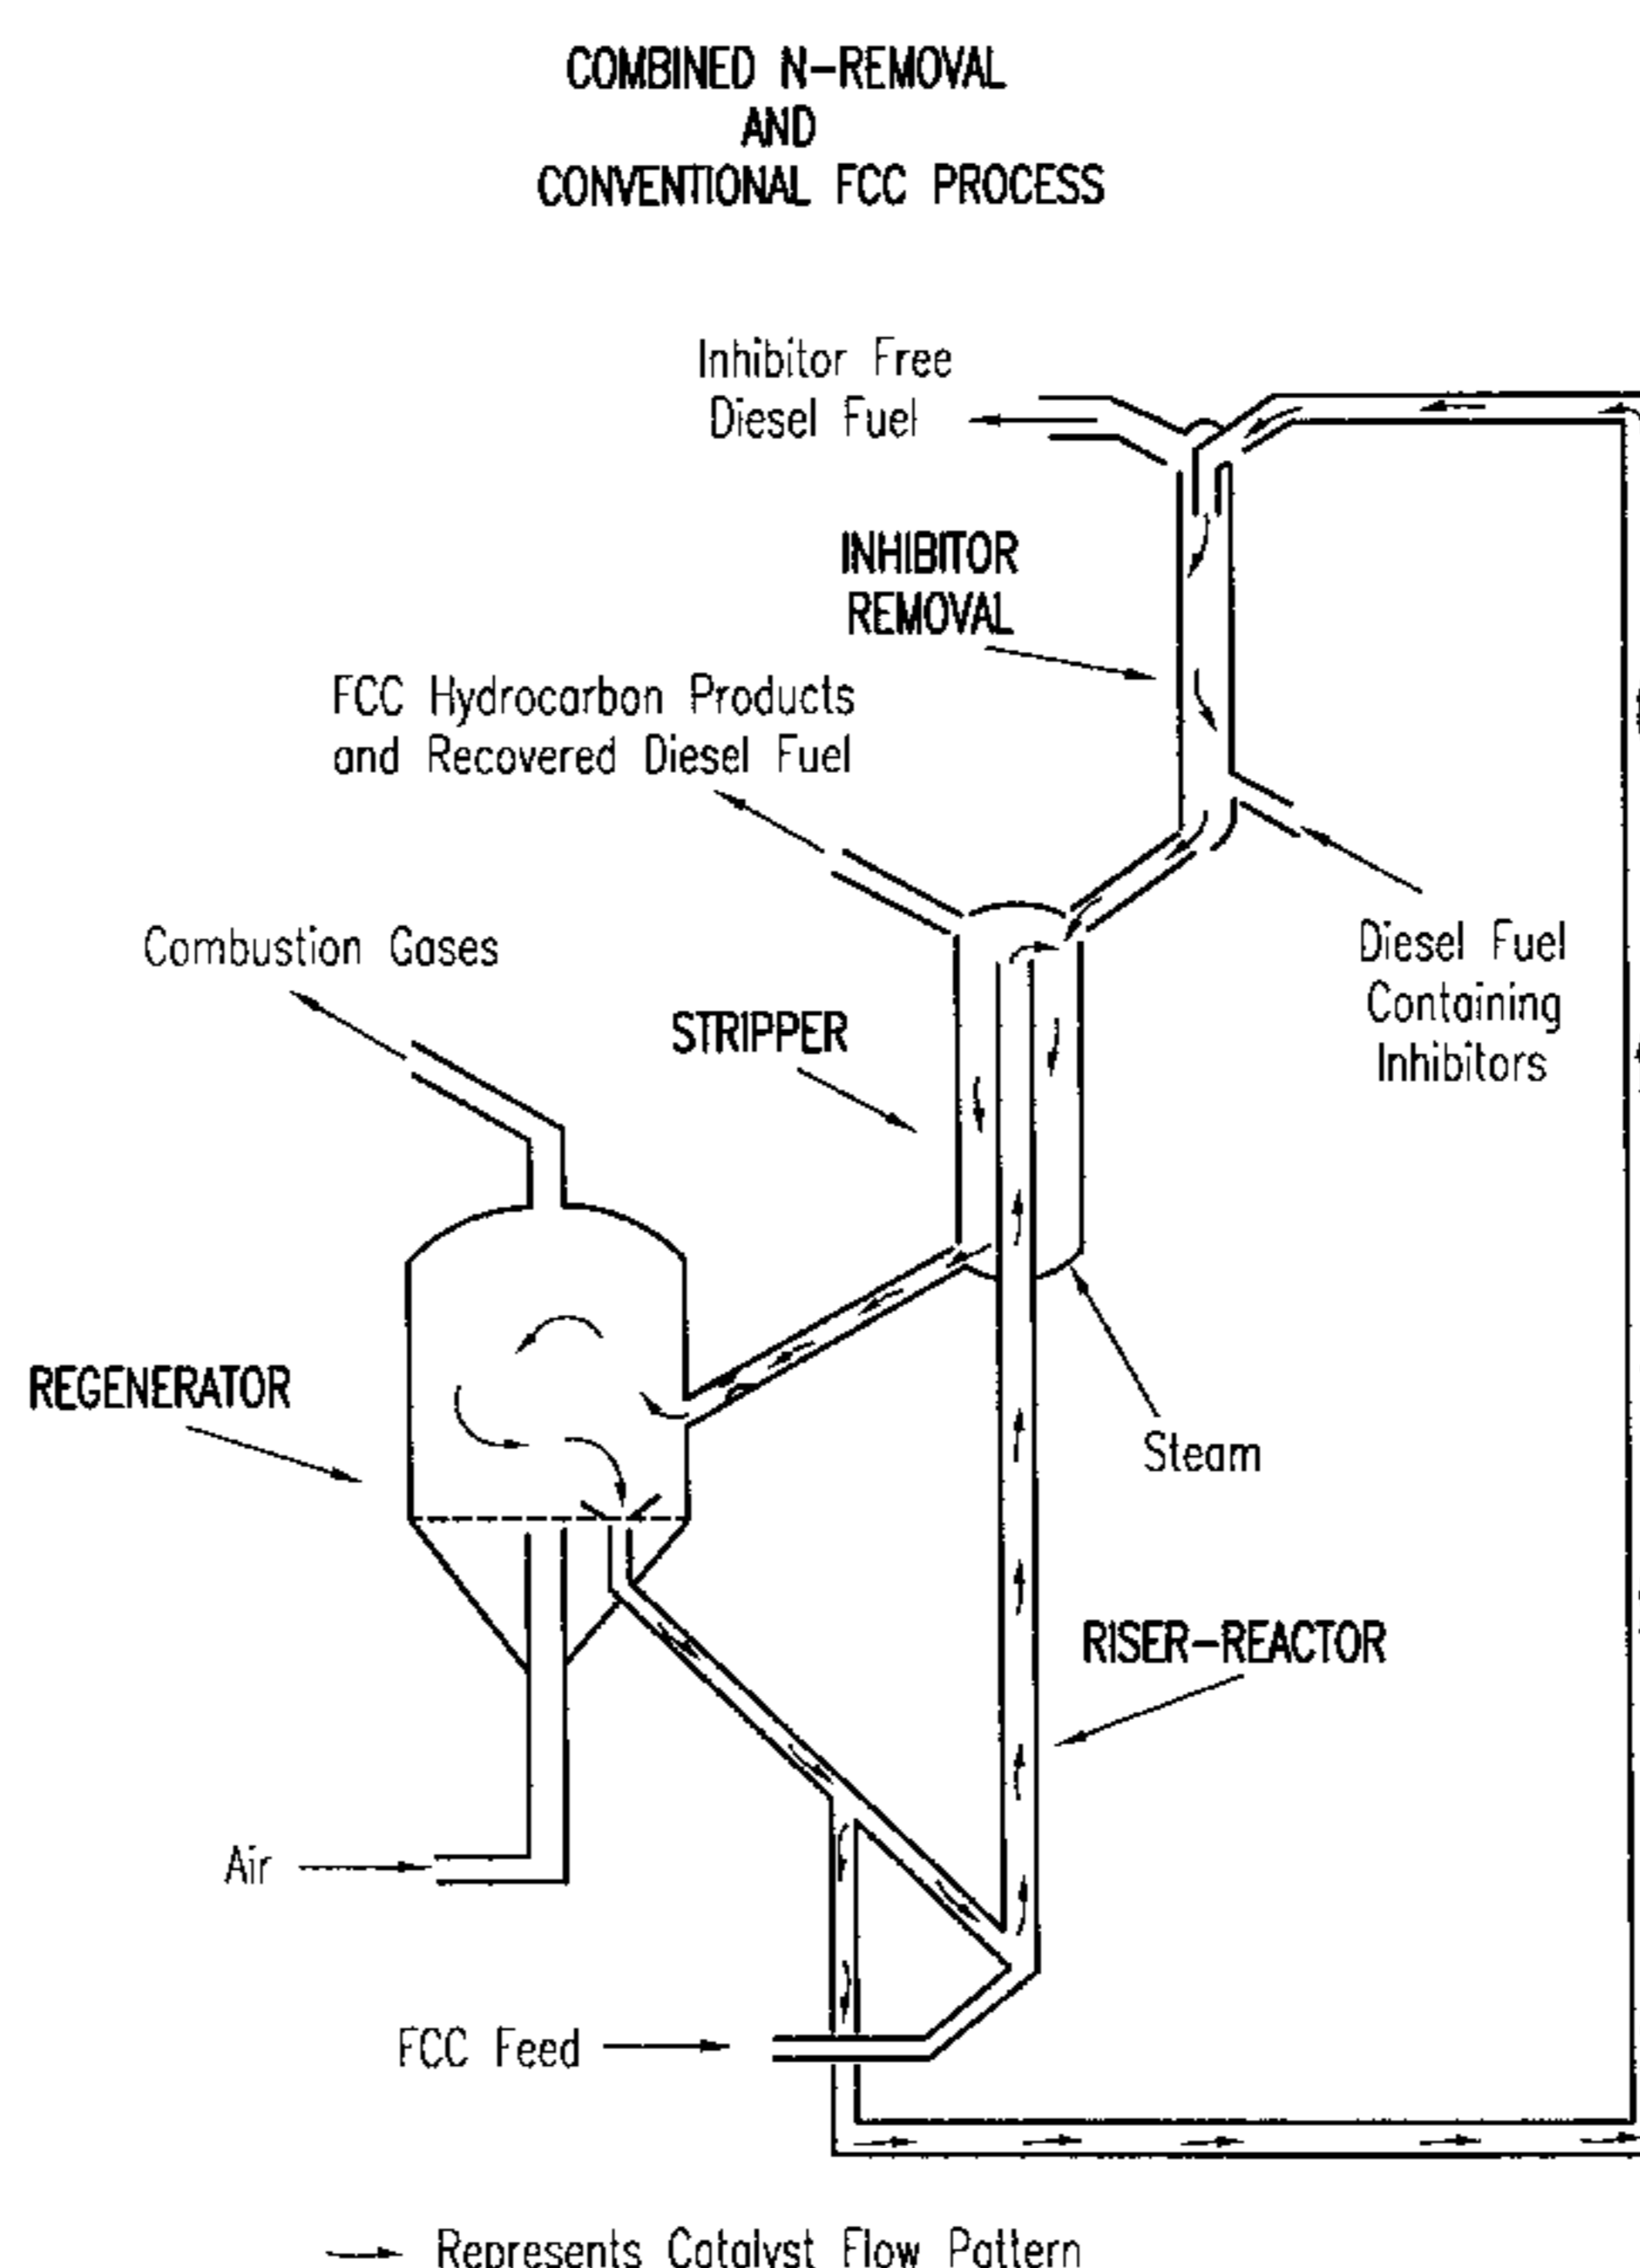 COMBINED N-REMOVAL
AND
CONVENTIONAL FCC PROCESS
Inhibitor Free
Diesel Fuel
INHIBITOR
REMOVAL
FCC Hydrocarbon Products
and Recovered Diesel Fuel
Combustion Gases
Diesel Fuel
Containing
Inhibitors
STRIPPER
REGENERATOR
Steam
RISER-REACTOR
Air
FCC Feed
Represents Catalyst Flow Pattern